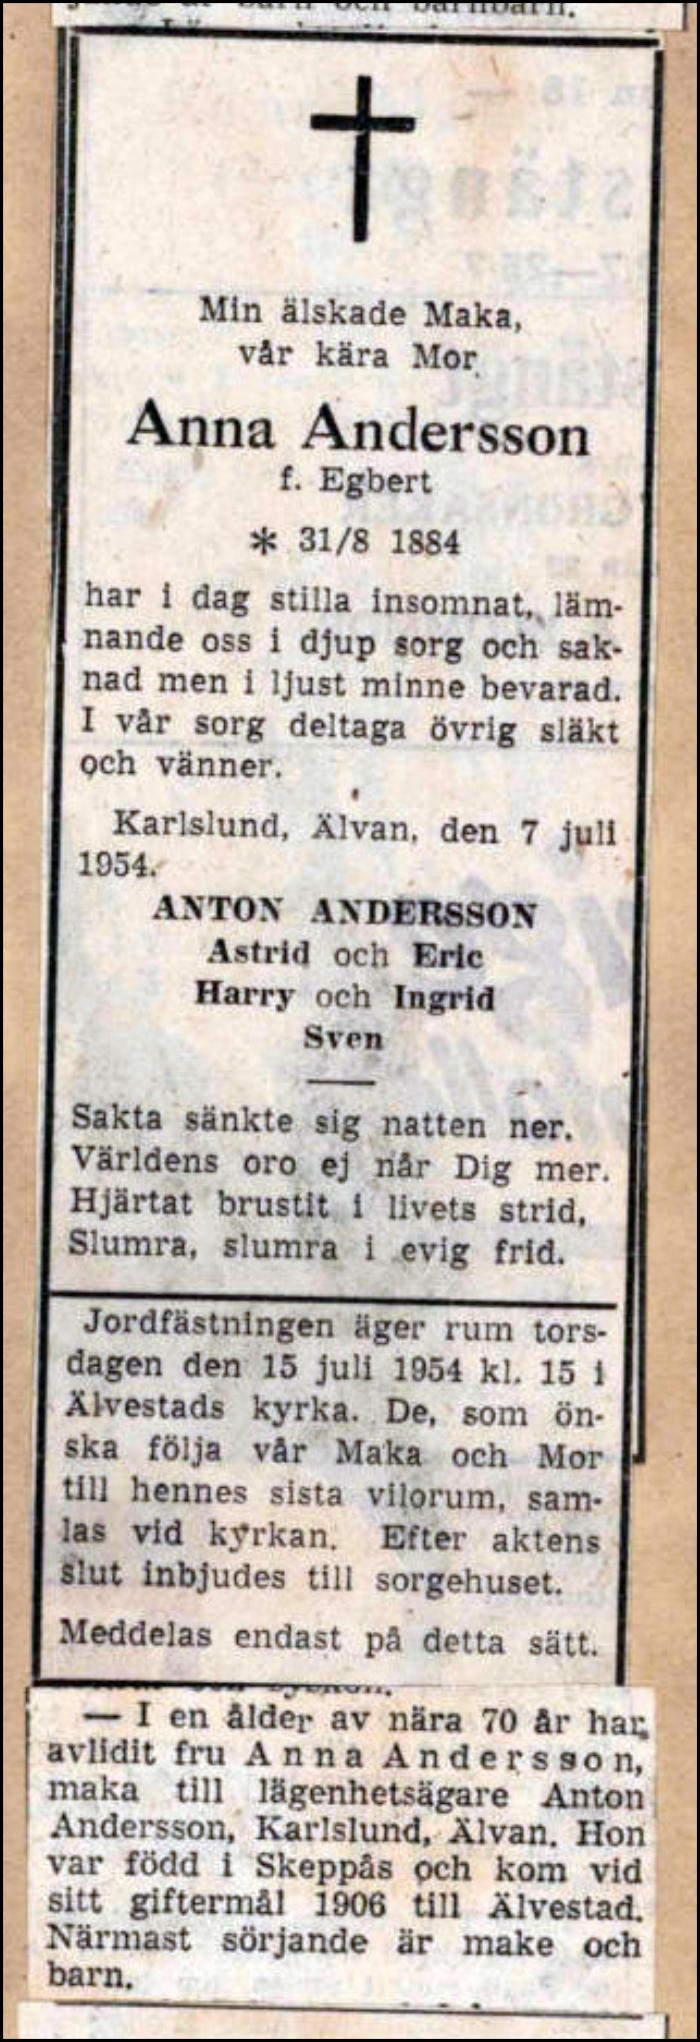 Min älskade Maka,
vår kära Mor
Anna Andersson
f. Egbert
* 31/8 1884
har i dag stilla insomnat, läm-
nande oss i djup sorg och sak-
nad men i ljust minne bevarad.
I vår sorg deltaga övrig släkt
och vänner.
Karlslund, Älvan, den 7 juli
1954.
ANTON ANDERSSON
Astrid och Eric
Harry och Ingrid
Sven
Sakta sänkte sig natten ner.
Världens oro ej når Dig mer.
Hjärtat brustit i livets strid,
Slumra, slumra i evig frid.
Jordfästningen äger rum tors-
dagen den 15 juli 1954 kl. 15 i
Älvestads kyrka. De, som ön-
ska följa vår Maka och Mor
till hennes sista vilorum, sam-
las vid kyrkan. Efter aktens
slut inbjudes till sorgehuset.
Meddelas endast på detta sätt.
— I en ålder av nära 70 år har
avlidit fru Anna Andersson,
maka till lägenhetsägare Anton
Andersson, Karlslund, Älvan. Hon
var född i Skeppås och kom vid
sitt giftermål 1906 till Älvestad.
Närmast sörjande är make och
barn.